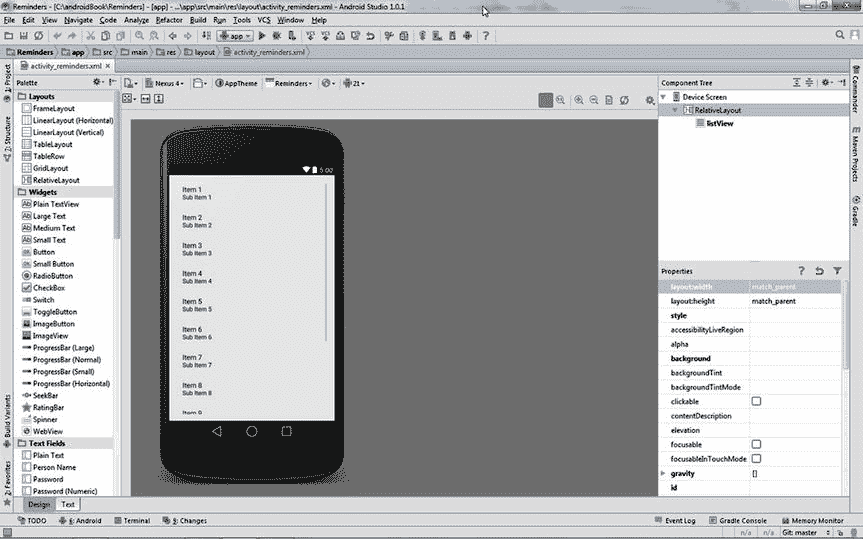 Reminders - [C:\androidBook\Reminders] - [app] - ...\app\src\main\res\layout\activity_reminders.xml - Android Studio 1.0.1
File Edit View Navigate Code Analyze Refactor Build Run Tools VCS Window Help
app
Reminders app src main res layout activity_reminders.xml
activity_reminders.xml
1: Project
2: Structure
Build Variants
2: Favorites
Palette
Layouts
FrameLayout
LinearLayout (Horizontal)
LinearLayout (Vertical)
TableLayout
TableRow
GridLayout
RelativeLayout
Widgets
Plain TextView
Large Text
Medium Text
Small Text
Button
Small Button
RadioButton
CheckBox
Switch
ToggleButton
ImageButton
ImageView
ProgressBar (Large)
ProgressBar (Normal)
ProgressBar (Small)
ProgressBar (Horizontal)
SeekBar
RatingBar
Spinner
WebView
Text Fields
Plain Text
Person Name
Password
Password (Numeric)
Design Text
Nexus 4 AppTheme Reminders 21
5:00
Item 1
Sub Item 1
Item 2
Sub Item 2
Item 3
Sub Item 3
Item 4
Sub Item 4
Item 5
Sub Item 5
Item 6
Sub Item 6
Item 7
Sub Item 7
Item 8
Sub Item 8
Item 9
Component Tree
Device Screen
RelativeLayout
listView
Properties
layout:width match_parent
layout:height match_parent
style
accessibilityLiveRegion
alpha
background
backgroundTint
backgroundTintMode
clickable
contentDescription
elevation
focusable
focusableInTouchMode
gravity []
id
Commander
Maven Projects
Gradle
TODO 6: Android Terminal 9: Changes Event Log Gradle Console Memory Monitor
n/a n/a Git: master